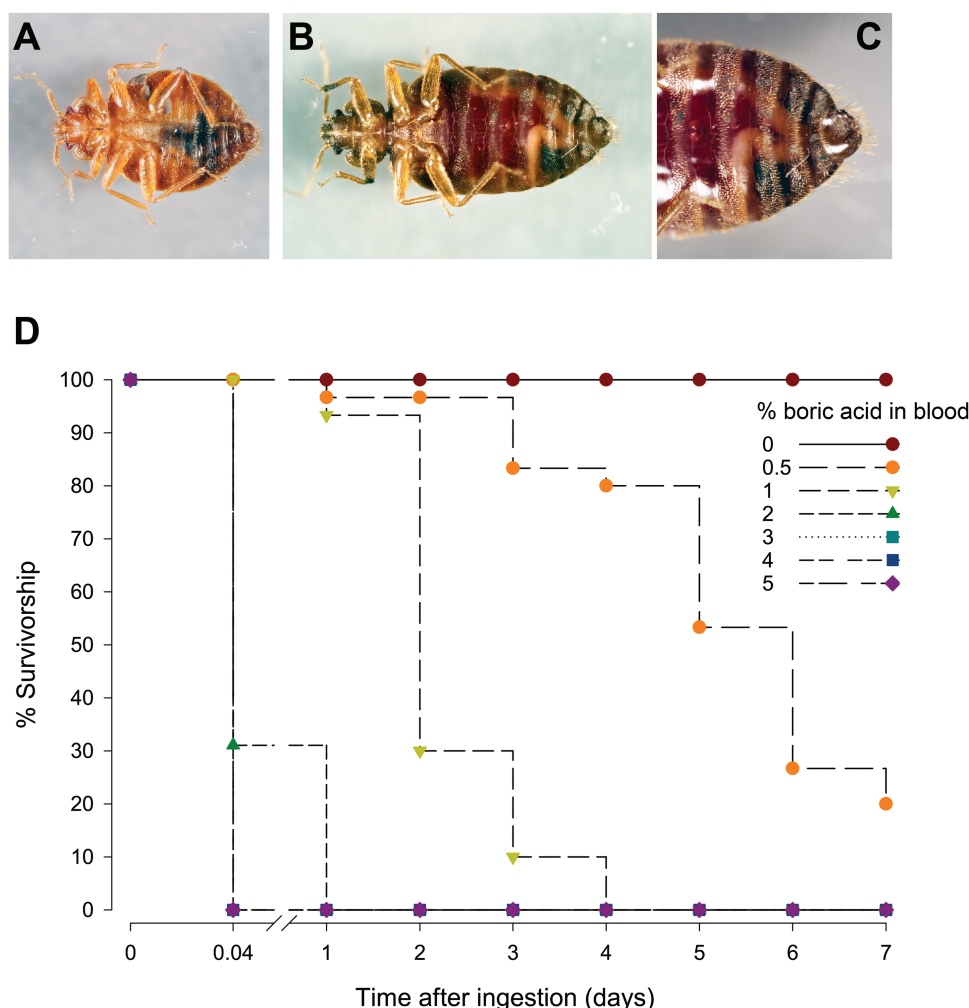 A
B
C
D
100
90
80
70
60
50
40
30
20
10
0
% Survivorship
% boric acid in blood
0
0.5
1
2
3
4
5
0 0.04 1 2 3 4 5 6 7
Time after ingestion (days)